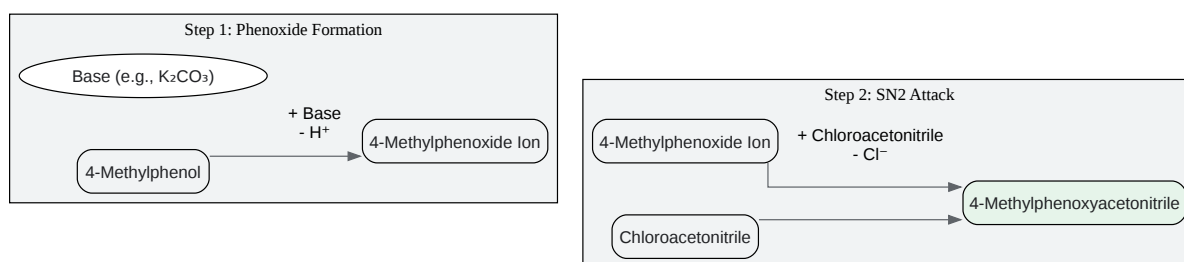 Step 1: Phenoxide Formation
Base (e.g., K₂CO₃)
+ Base
- H⁺
4-Methylphenoxide Ion
4-Methylphenol
Step 2: SN2 Attack
4-Methylphenoxide Ion
+ Chloroacetonitrile
- Cl⁻
4-Methylphenoxyacetonitrile
Chloroacetonitrile